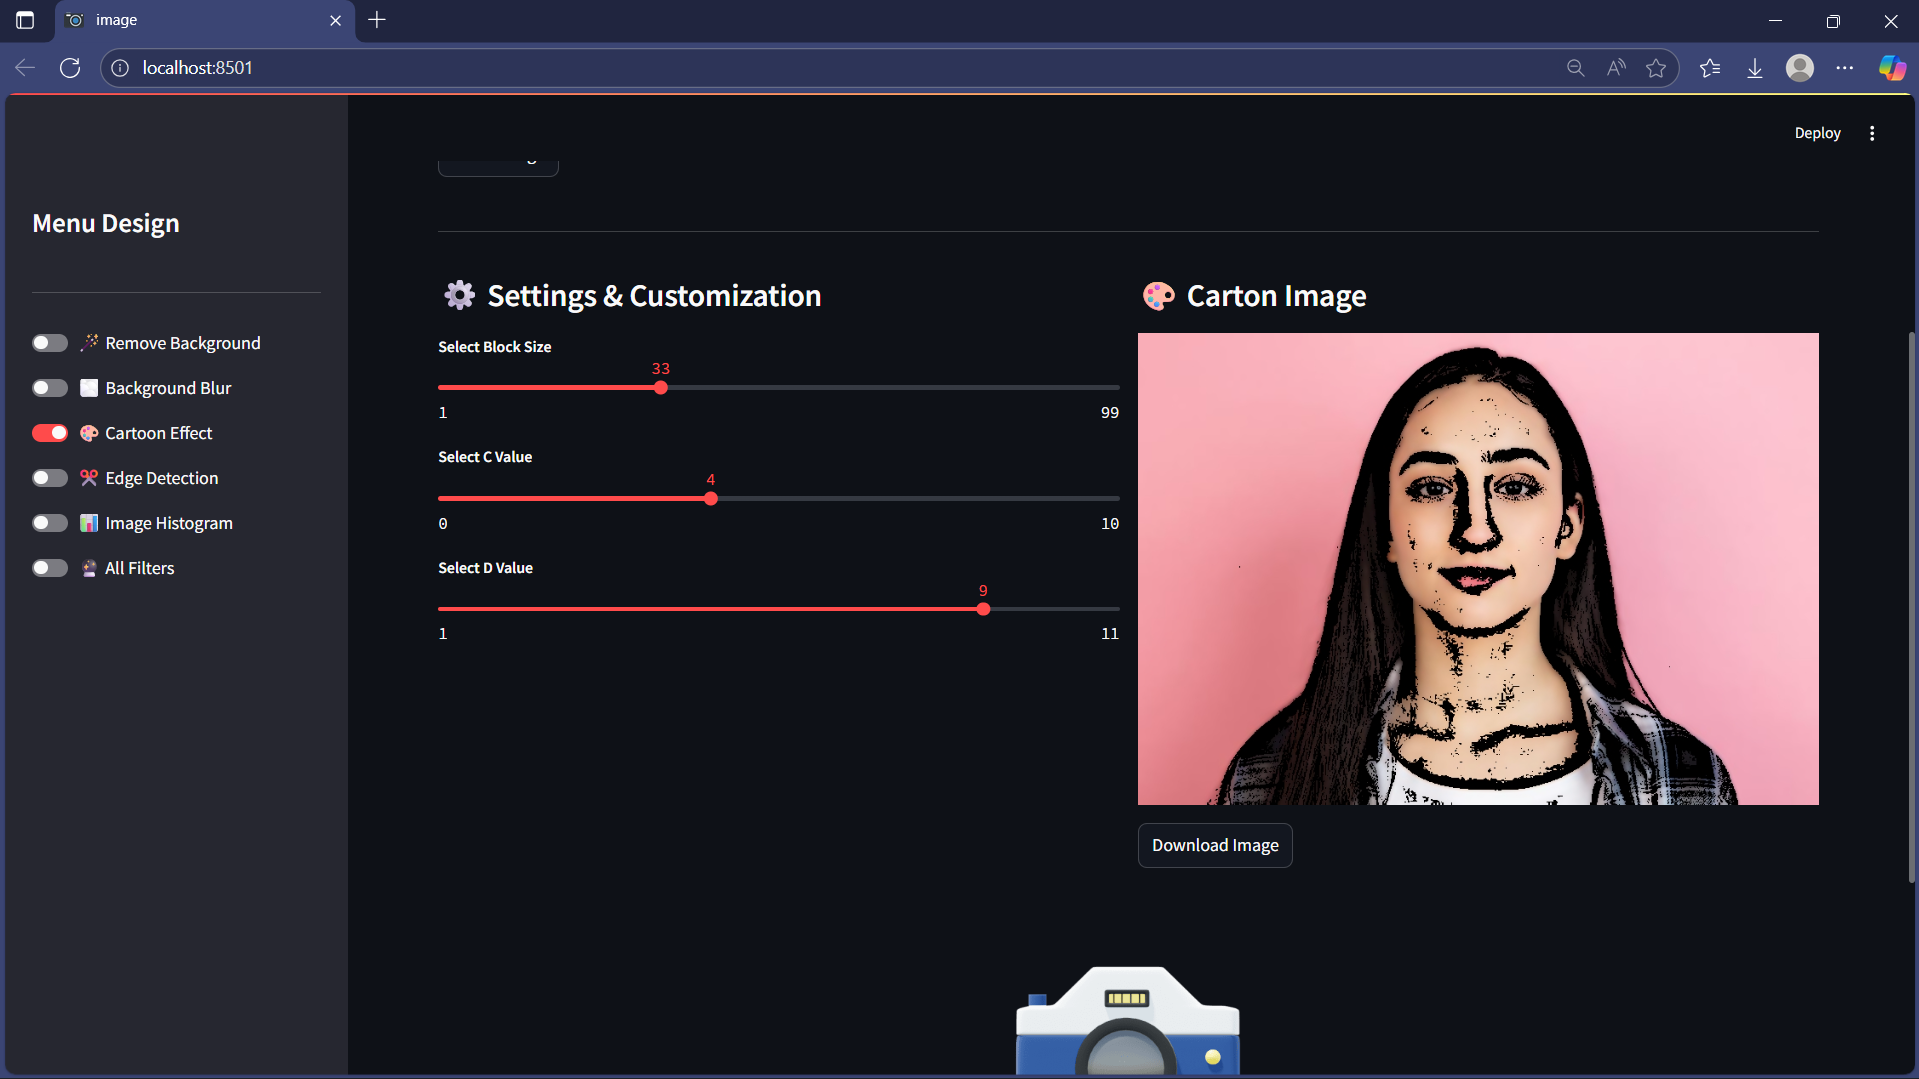 image
localhost:8501
Deploy
Menu Design
Remove Background
Background Blur
Cartoon Effect
Edge Detection
Image Histogram
All Filters
Settings & Customization
Select Block Size
33
1 99
Select C Value
4
0 10
Select D Value
9
1 11
Carton Image
Download Image